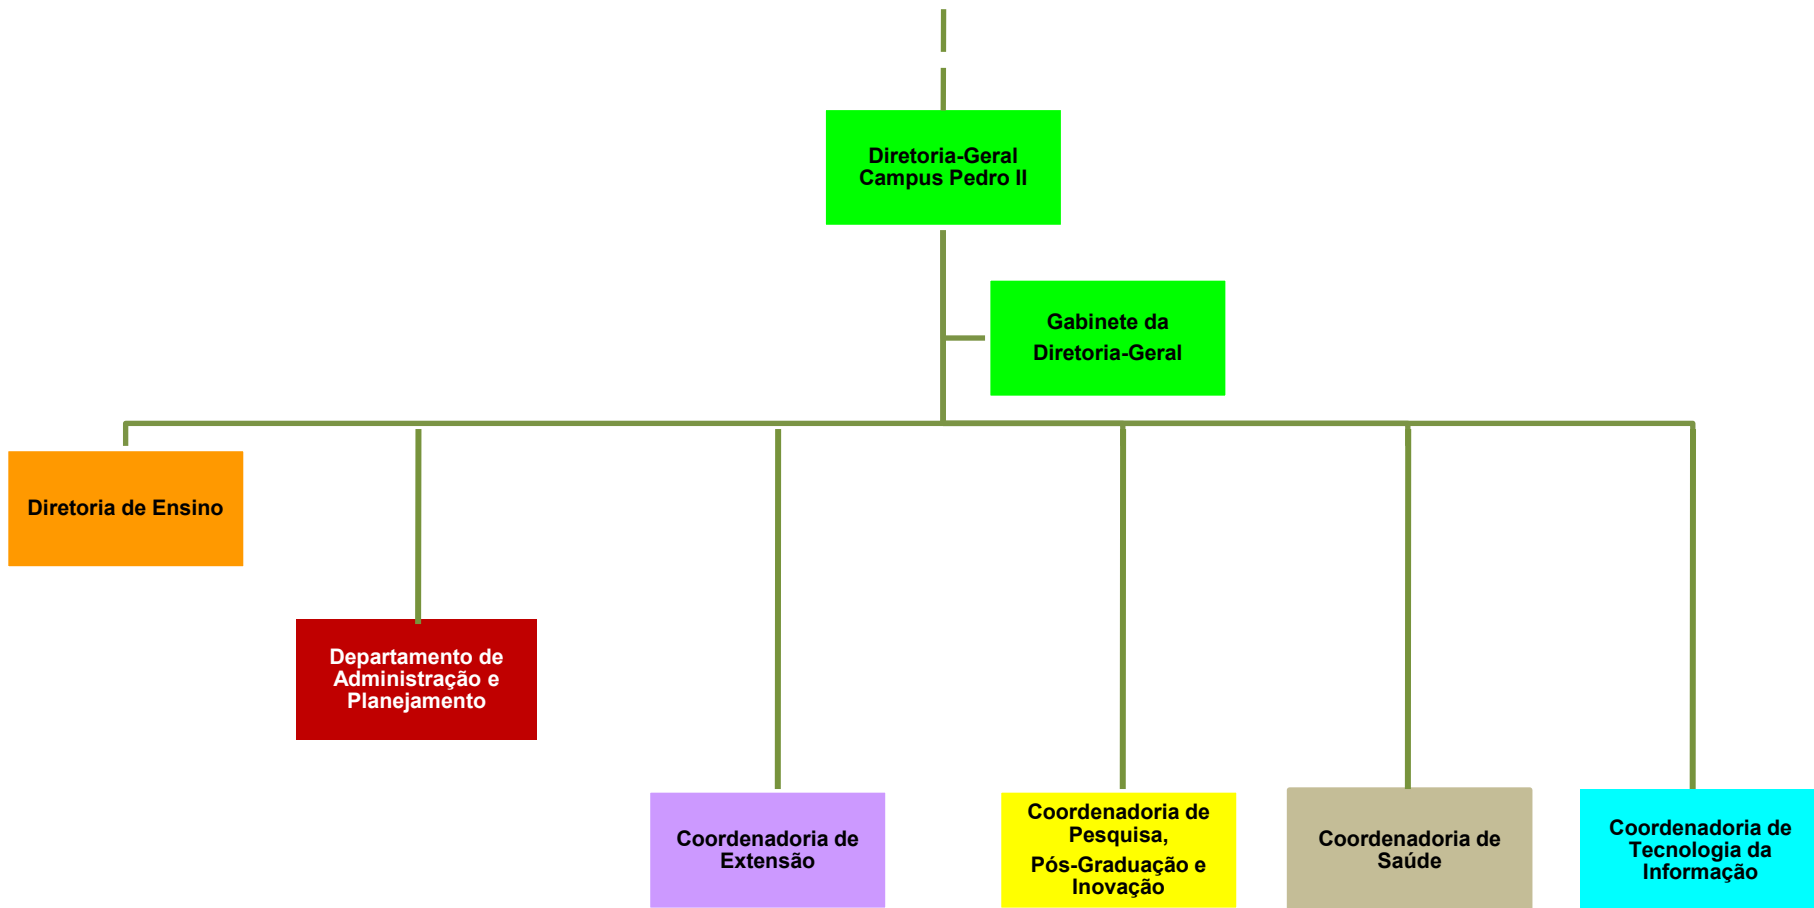 Diretoria-Geral
Campus Pedro II
Gabinete da
Diretoria-Geral
Diretoria de Ensino
Departamento de
Administração e
Planejamento
Coordenadoria de
Extensão
Coordenadoria de
Pesquisa,
Pós-Graduação e
Inovação
Coordenadoria de
Saúde
Coordenadoria de
Tecnologia da
Informação